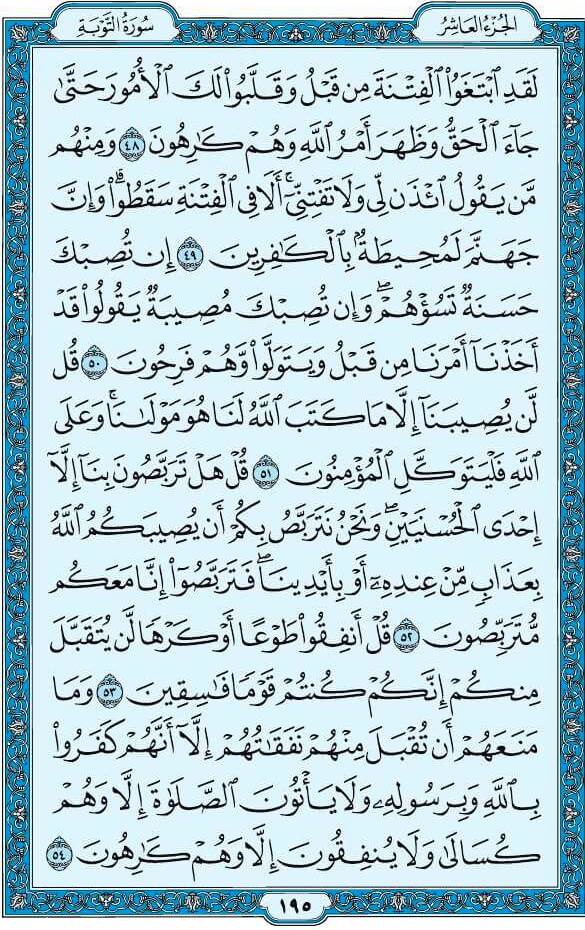 الجُزْءُ العَاشِرُ
سُورَةُ التَّوْبَةِ
لَقَدِ ٱبْتَغَوُا۟ ٱلْفِتْنَةَ مِن قَبْلُ وَقَلَّبُوا۟ لَكَ ٱلْأُمُورَ حَتَّىٰ
جَآءَ ٱلْحَقُّ وَظَهَرَ أَمْرُ ٱللَّهِ وَهُمْ كَٰرِهُونَ ٤٨ وَمِنْهُم
مَّن يَقُولُ ٱئْذَن لِّى وَلَا تَفْتِنِّىٓ ۚ أَلَا فِى ٱلْفِتْنَةِ سَقَطُوا۟ ۗ وَإِنَّ
جَهَنَّمَ لَمُحِيطَةٌۢ بِٱلْكَٰفِرِينَ ٤٩ إِن تُصِبْكَ
حَسَنَةٌ تَسُؤْهُمْ ۖ وَإِن تُصِبْكَ مُصِيبَةٌ يَقُولُوا۟ قَدْ
أَخَذْنَآ أَمْرَنَا مِن قَبْلُ وَيَتَوَلَّوا۟ وَّهُمْ فَرِحُونَ ٥٠ قُل
لَّن يُصِيبَنَآ إِلَّا مَا كَتَبَ ٱللَّهُ لَنَا هُوَ مَوْلَىٰنَا ۚ وَعَلَى
ٱللَّهِ فَلْيَتَوَكَّلِ ٱلْمُؤْمِنُونَ ٥١ قُلْ هَلْ تَرَبَّصُونَ بِنَآ إِلَّآ
إِحْدَى ٱلْحُسْنَيَيْنِ ۖ وَنَحْنُ نَتَرَبَّصُ بِكُمْ أَن يُصِيبَكُمُ ٱللَّهُ
بِعَذَابٍ مِّنْ عِندِهِۦٓ أَوْ بِأَيْدِينَا ۖ فَتَرَبَّصُوٓا۟ إِنَّا مَعَكُم
مُّتَرَبِّصُونَ ٥٢ قُلْ أَنفِقُوا۟ طَوْعًا أَوْ كَرْهًا لَّن يُتَقَبَّلَ
مِنكُمْ ۖ إِنَّكُمْ كُنتُمْ قَوْمًا فَٰسِقِينَ ٥٣ وَمَا
مَنَعَهُمْ أَن تُقْبَلَ مِنْهُمْ نَفَقَٰتُهُمْ إِلَّآ أَنَّهُمْ كَفَرُوا۟
بِٱللَّهِ وَبِرَسُولِهِۦ وَلَا يَأْتُونَ ٱلصَّلَوٰةَ إِلَّا وَهُمْ
كُسَالَىٰ وَلَا يُنفِقُونَ إِلَّا وَهُمْ كَٰرِهُونَ ٥٤
١٩٥